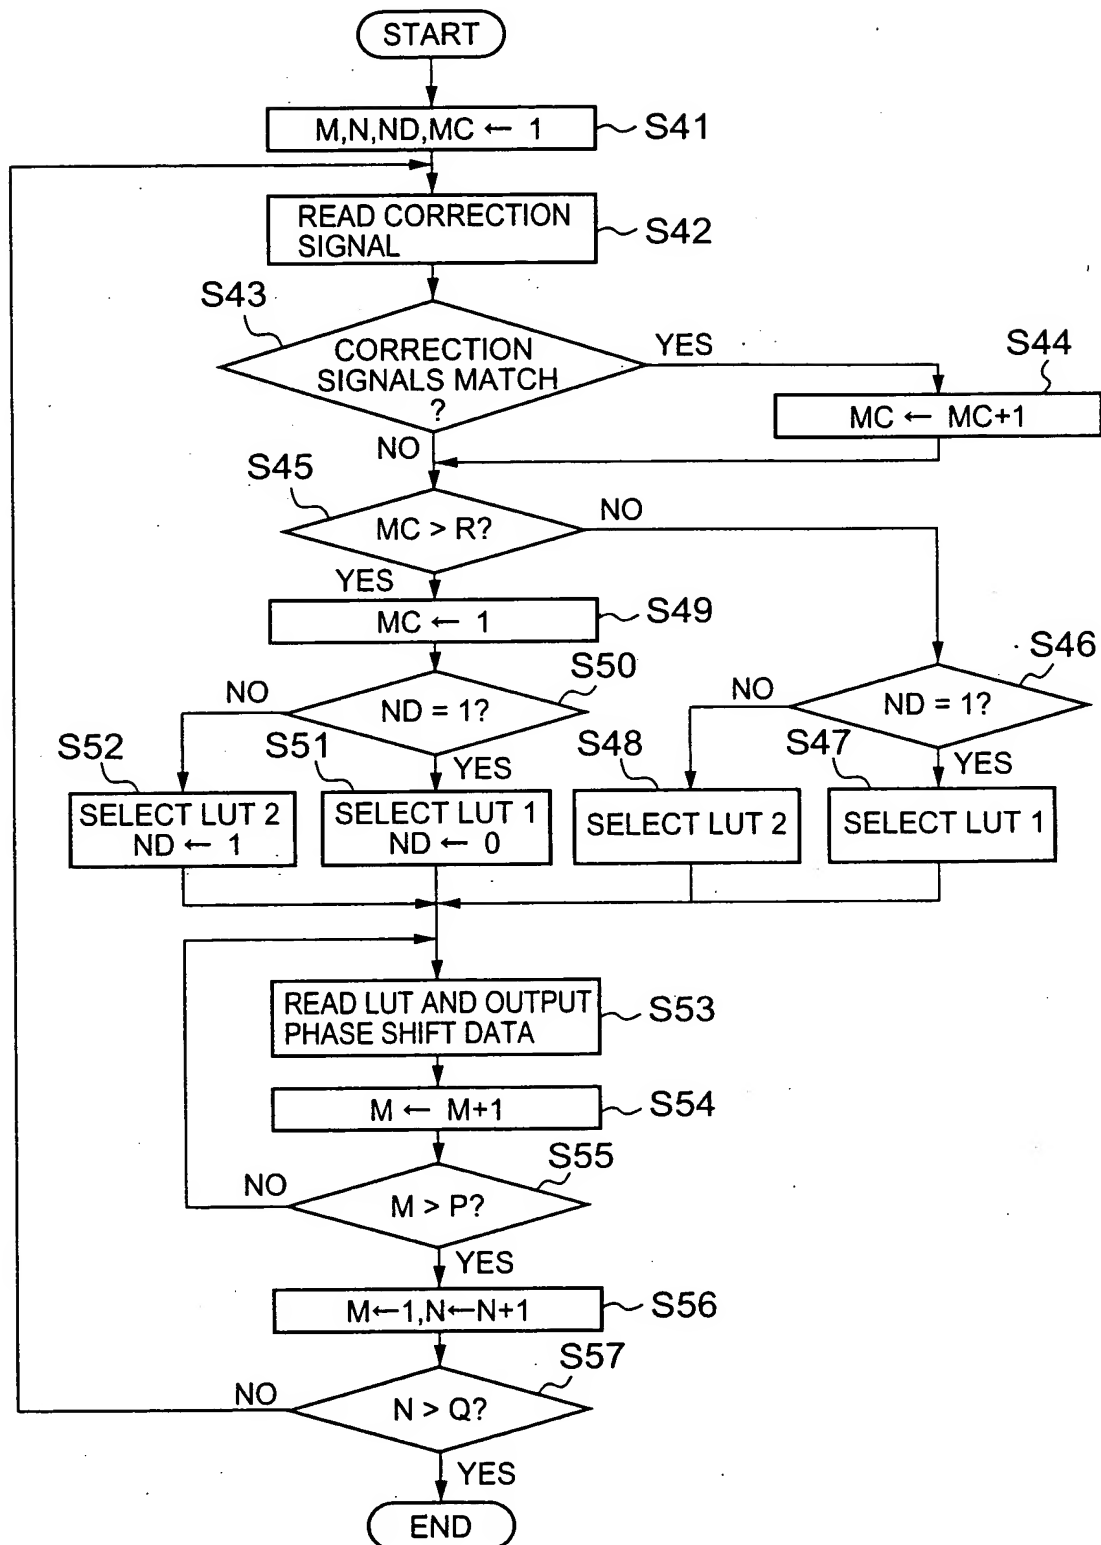 START
M,N,ND,MC ← 1
S41
READ CORRECTION
SIGNAL
S42
S43
CORRECTION
SIGNALS MATCH
?
YES
S44
MC ← MC+1
NO
S45
MC > R?
NO
YES
MC ← 1
S49
S50
S46
NO
ND = 1?
NO
ND = 1?
S52
S51
YES
S48
S47
YES
SELECT LUT 2
ND ← 1
SELECT LUT 1
ND ← 0
SELECT LUT 2
SELECT LUT 1
READ LUT AND OUTPUT
PHASE SHIFT DATA
S53
M ← M+1
S54
S55
NO
M > P?
YES
M←1,N←N+1
S56
S57
NO
N > Q?
YES
END